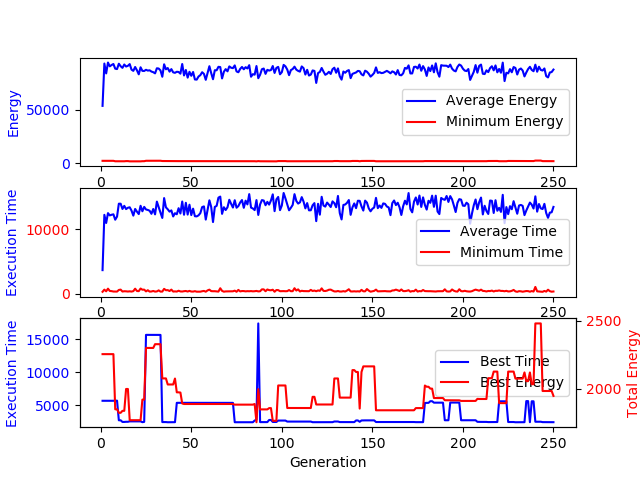 50000
0
Energy
Average Energy
Minimum Energy
0 50 100 150 200 250
10000
0
Execution Time
Average Time
Minimum Time
0 50 100 150 200 250
15000
10000
5000
Execution Time
Best Time
Best Energy
2500
2000
Total Energy
0 50 100 150 200 250
Generation